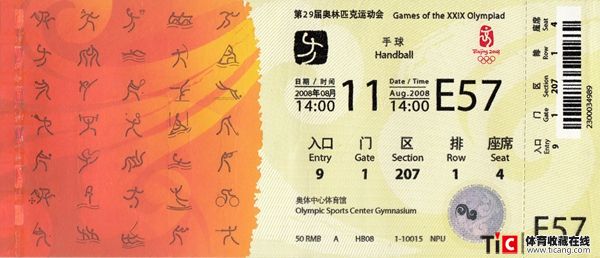 第29届奥林匹克运动会 Games of the XXIX Olympiad
手球
Handball
Beijing 2008
日期 / 时间
2008年08月
14:00
11
Date / Time
Aug.2008
14:00
E57
入口 门 区 排 座席
Entry Gate Section Row Seat
9 1 207 1 4
奥体中心体育馆
Olympic Sports Center Gymnasium
50 RMB A HB08 1-10015 NPU
座席 Seat 4
排 Row 1
区 Section 207
门 Gate 1
入口 Entry 9
2300034989
E57
TiC 体育收藏在线
www.ticang.com